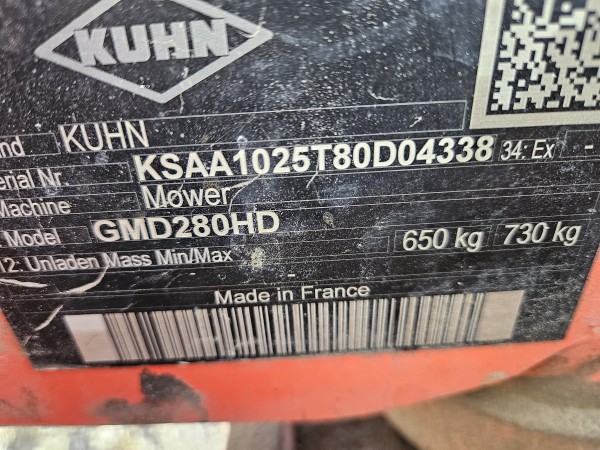 KUHN
nd KUHN
erial Nr KSAA1025T80D04338 34: Ex -
Machine Mower
Model GMD280HD
12: Unladen Mass Min/Max - 650 kg 730 kg
Made in France